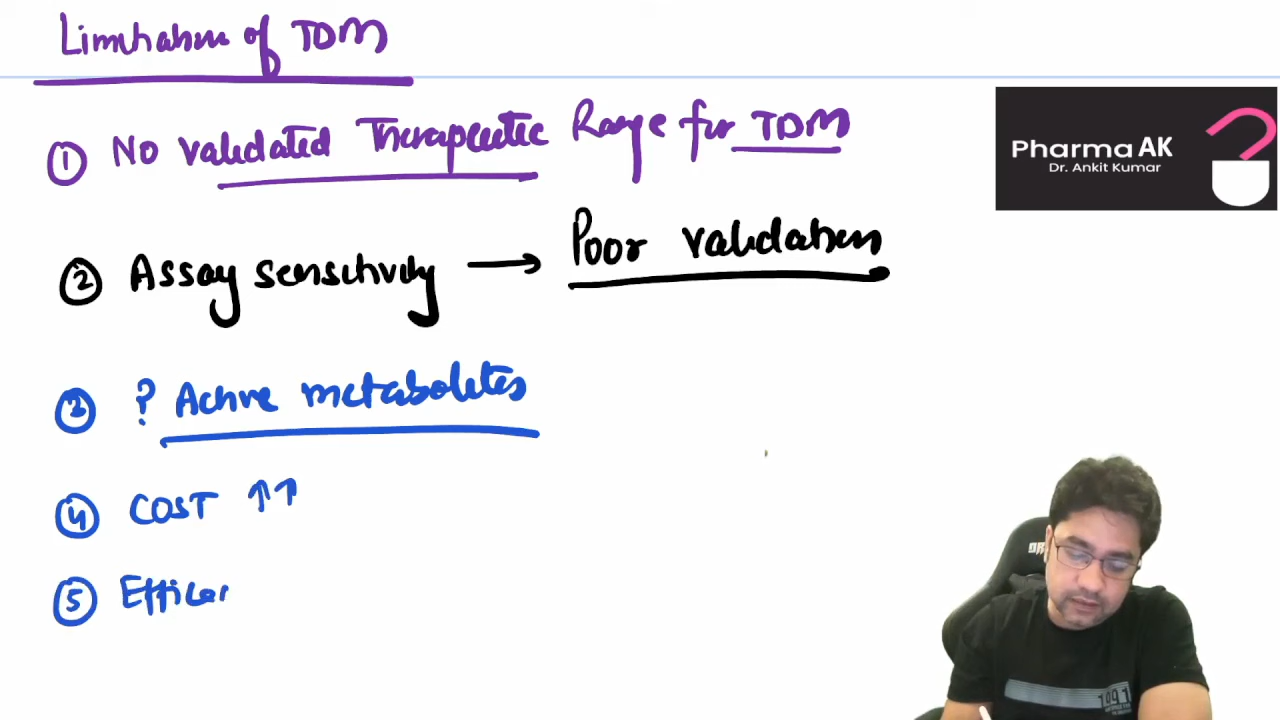 Limitations of TDM
① No validated Therapeutic Range for TDM
Pharma AK
Dr. Ankit Kumar
② Assay sensitivity → Poor validation
③ ? Active metabolites
④ COST ↑↑
⑤ Efficac
1991